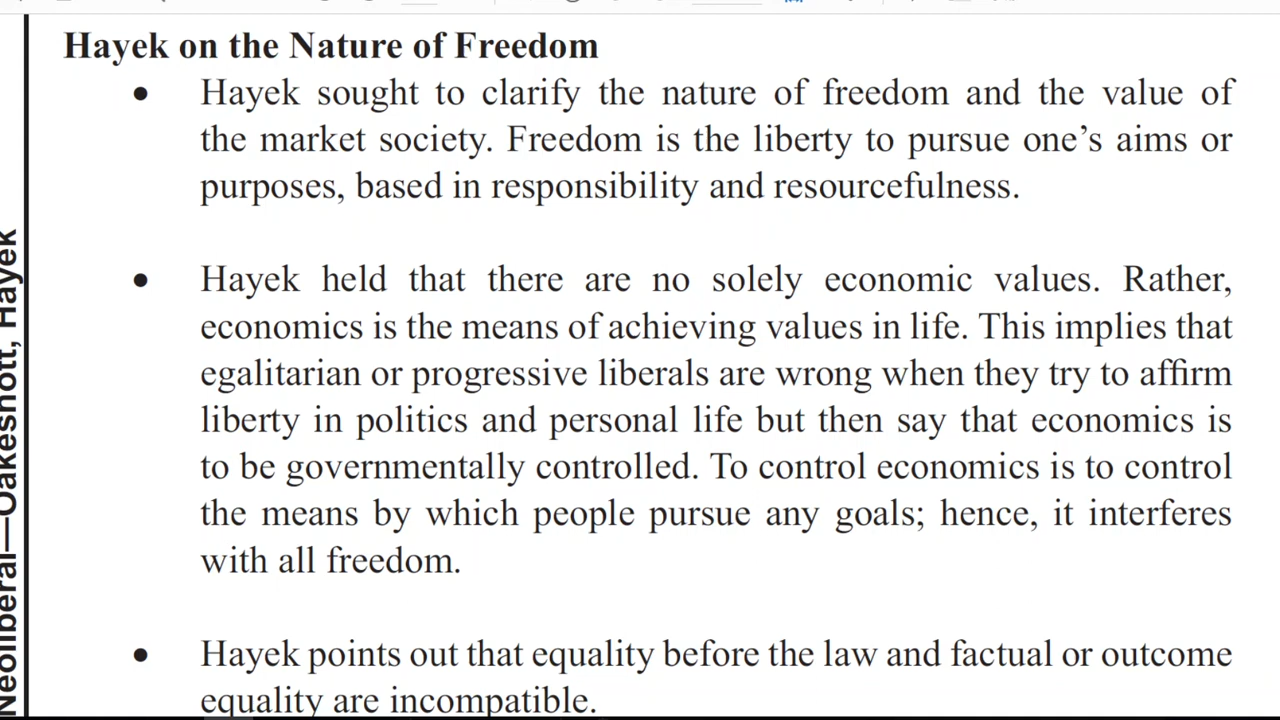 Hayek on the Nature of Freedom
• Hayek sought to clarify the nature of freedom and the value of
the market society. Freedom is the liberty to pursue one’s aims or
purposes, based in responsibility and resourcefulness.
• Hayek held that there are no solely economic values. Rather,
economics is the means of achieving values in life. This implies that
egalitarian or progressive liberals are wrong when they try to affirm
liberty in politics and personal life but then say that economics is
to be governmentally controlled. To control economics is to control
the means by which people pursue any goals; hence, it interferes
with all freedom.
• Hayek points out that equality before the law and factual or outcome
equality are incompatible.
Neoliberal—Oakeshott, Hayek